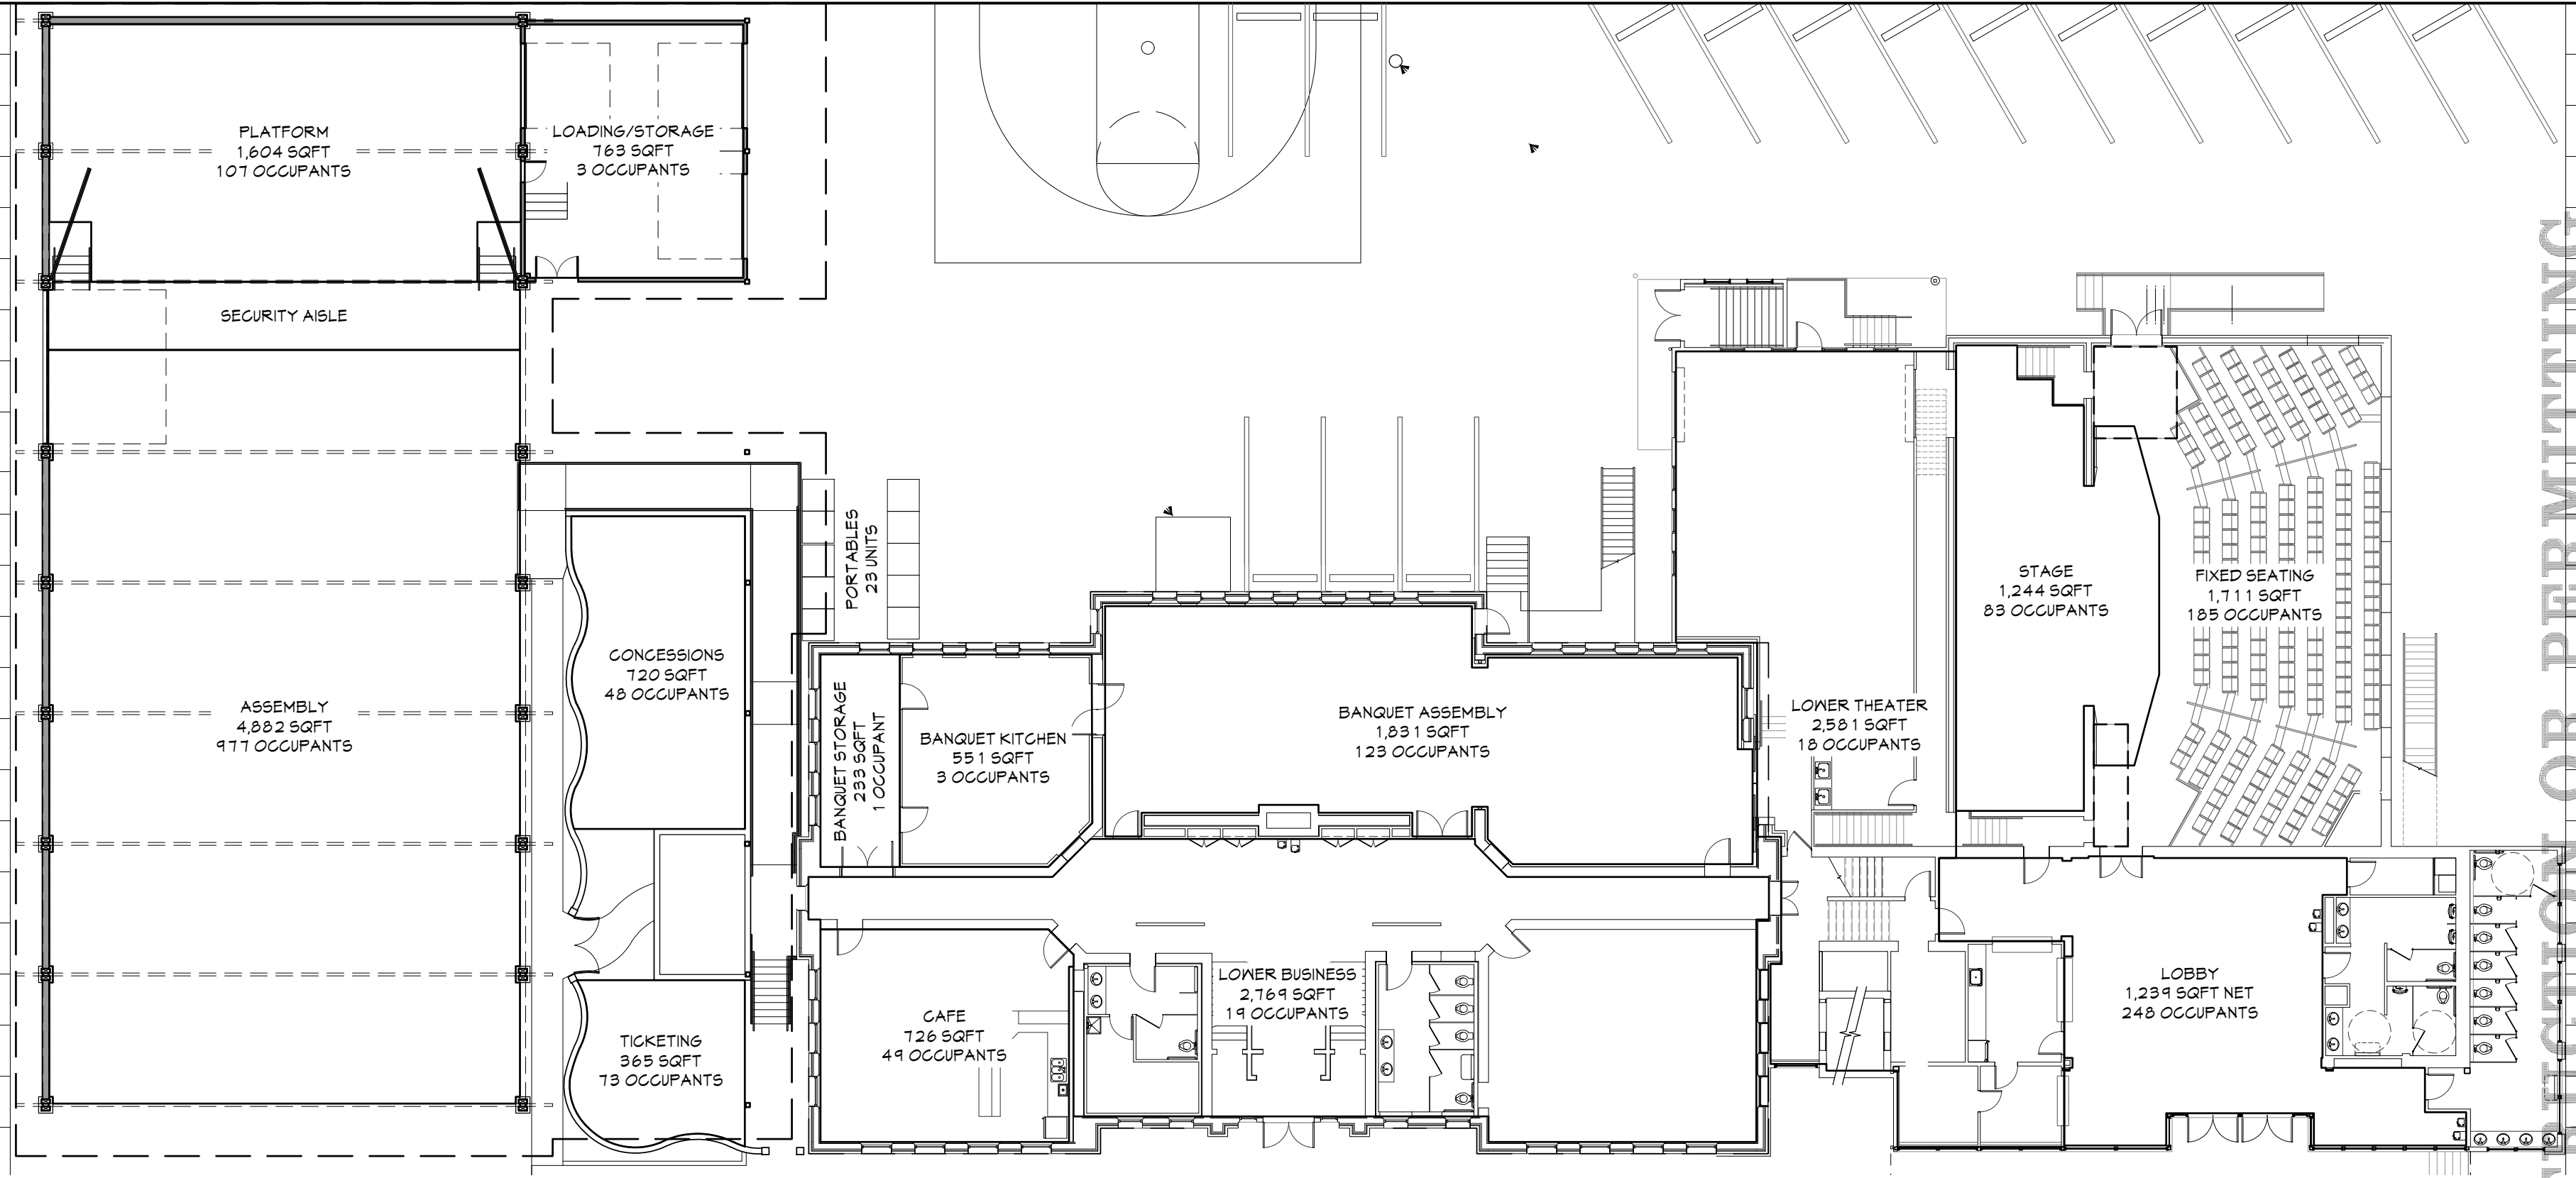 PLATFORM
1,604 SQFT
107 OCCUPANTS
LOADING/STORAGE
763 SQFT
3 OCCUPANTS
SECURITY AISLE
ASSEMBLY
4,882 SQFT
977 OCCUPANTS
CONCESSIONS
720 SQFT
48 OCCUPANTS
TICKETING
365 SQFT
73 OCCUPANTS
PORTABLES
23 UNITS
BANQUET STORAGE
233 SQFT
1 OCCUPANT
BANQUET KITCHEN
551 SQFT
3 OCCUPANTS
BANQUET ASSEMBLY
1,831 SQFT
123 OCCUPANTS
CAFE
726 SQFT
49 OCCUPANTS
LOWER BUSINESS
2,769 SQFT
19 OCCUPANTS
LOWER THEATER
2,581 SQFT
18 OCCUPANTS
STAGE
1,244 SQFT
83 OCCUPANTS
FIXED SEATING
1,711 SQFT
185 OCCUPANTS
LOBBY
1,239 SQFT NET
248 OCCUPANTS
OR PERMITTING